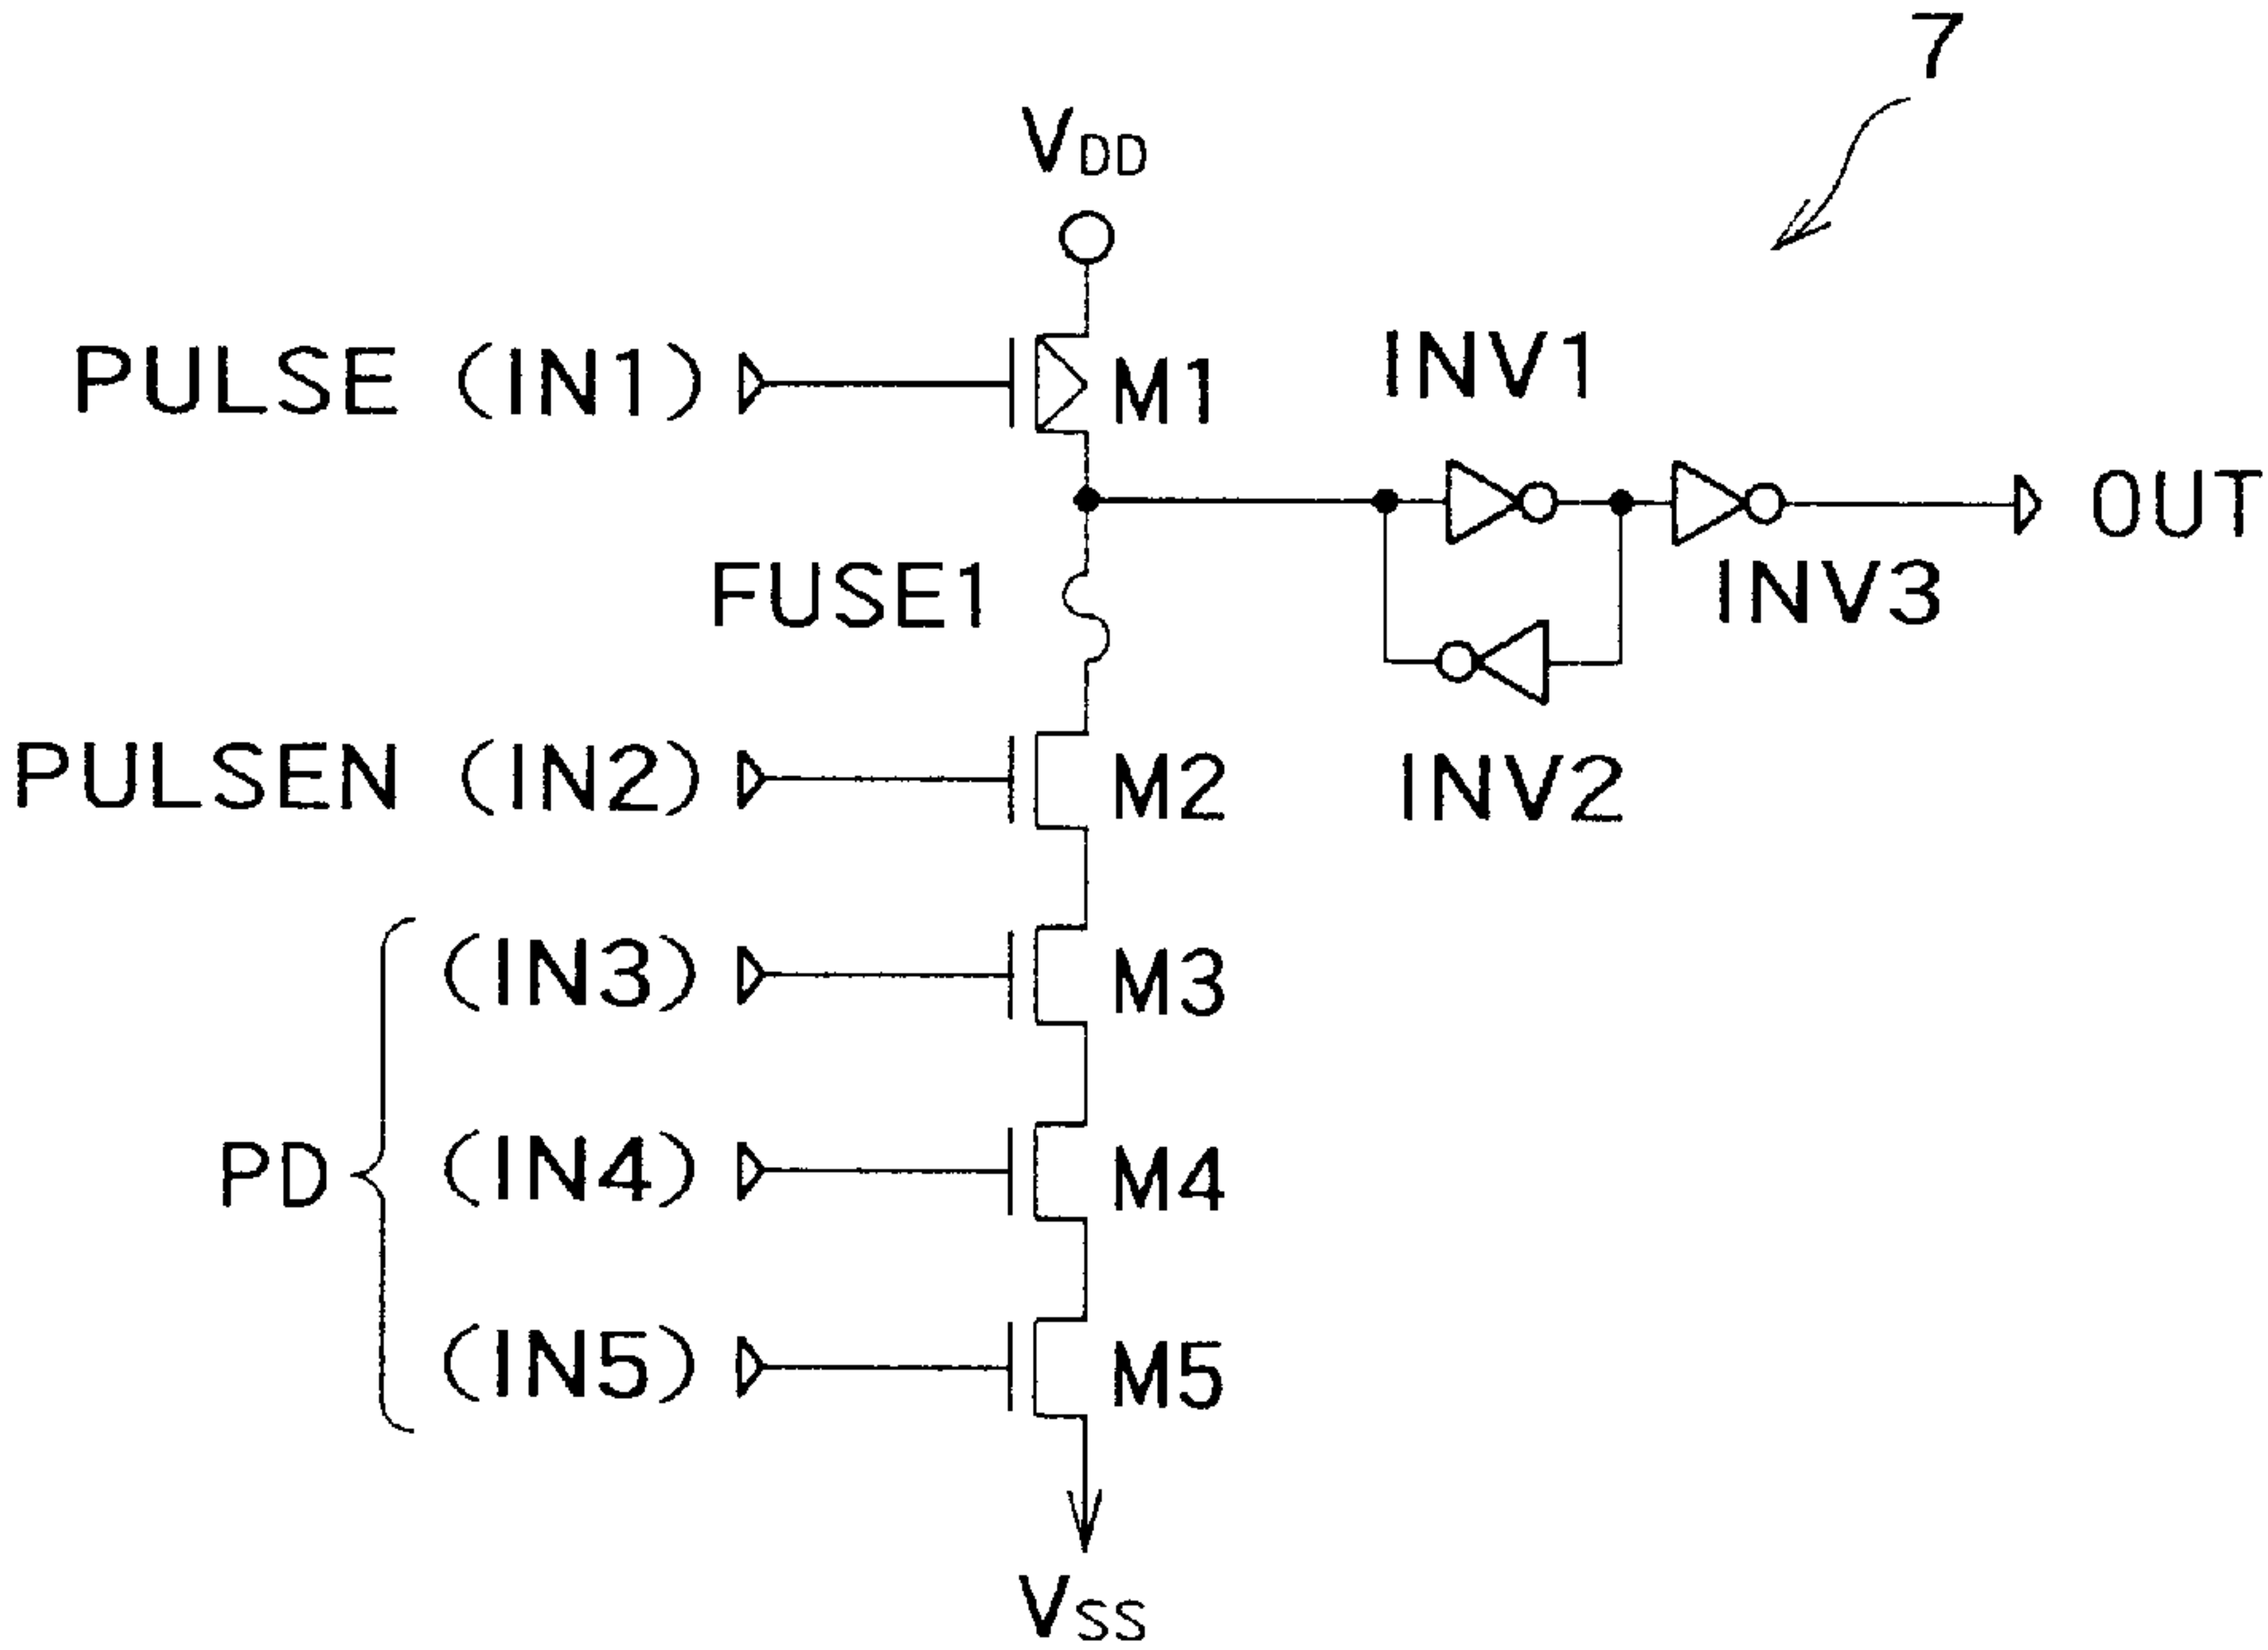 7
VDD
PULSE (IN1)
M1
INV1
OUT
FUSE1
INV3
PULSEN (IN2)
M2
INV2
(IN3)
M3
PD
(IN4)
M4
(IN5)
M5
VSS